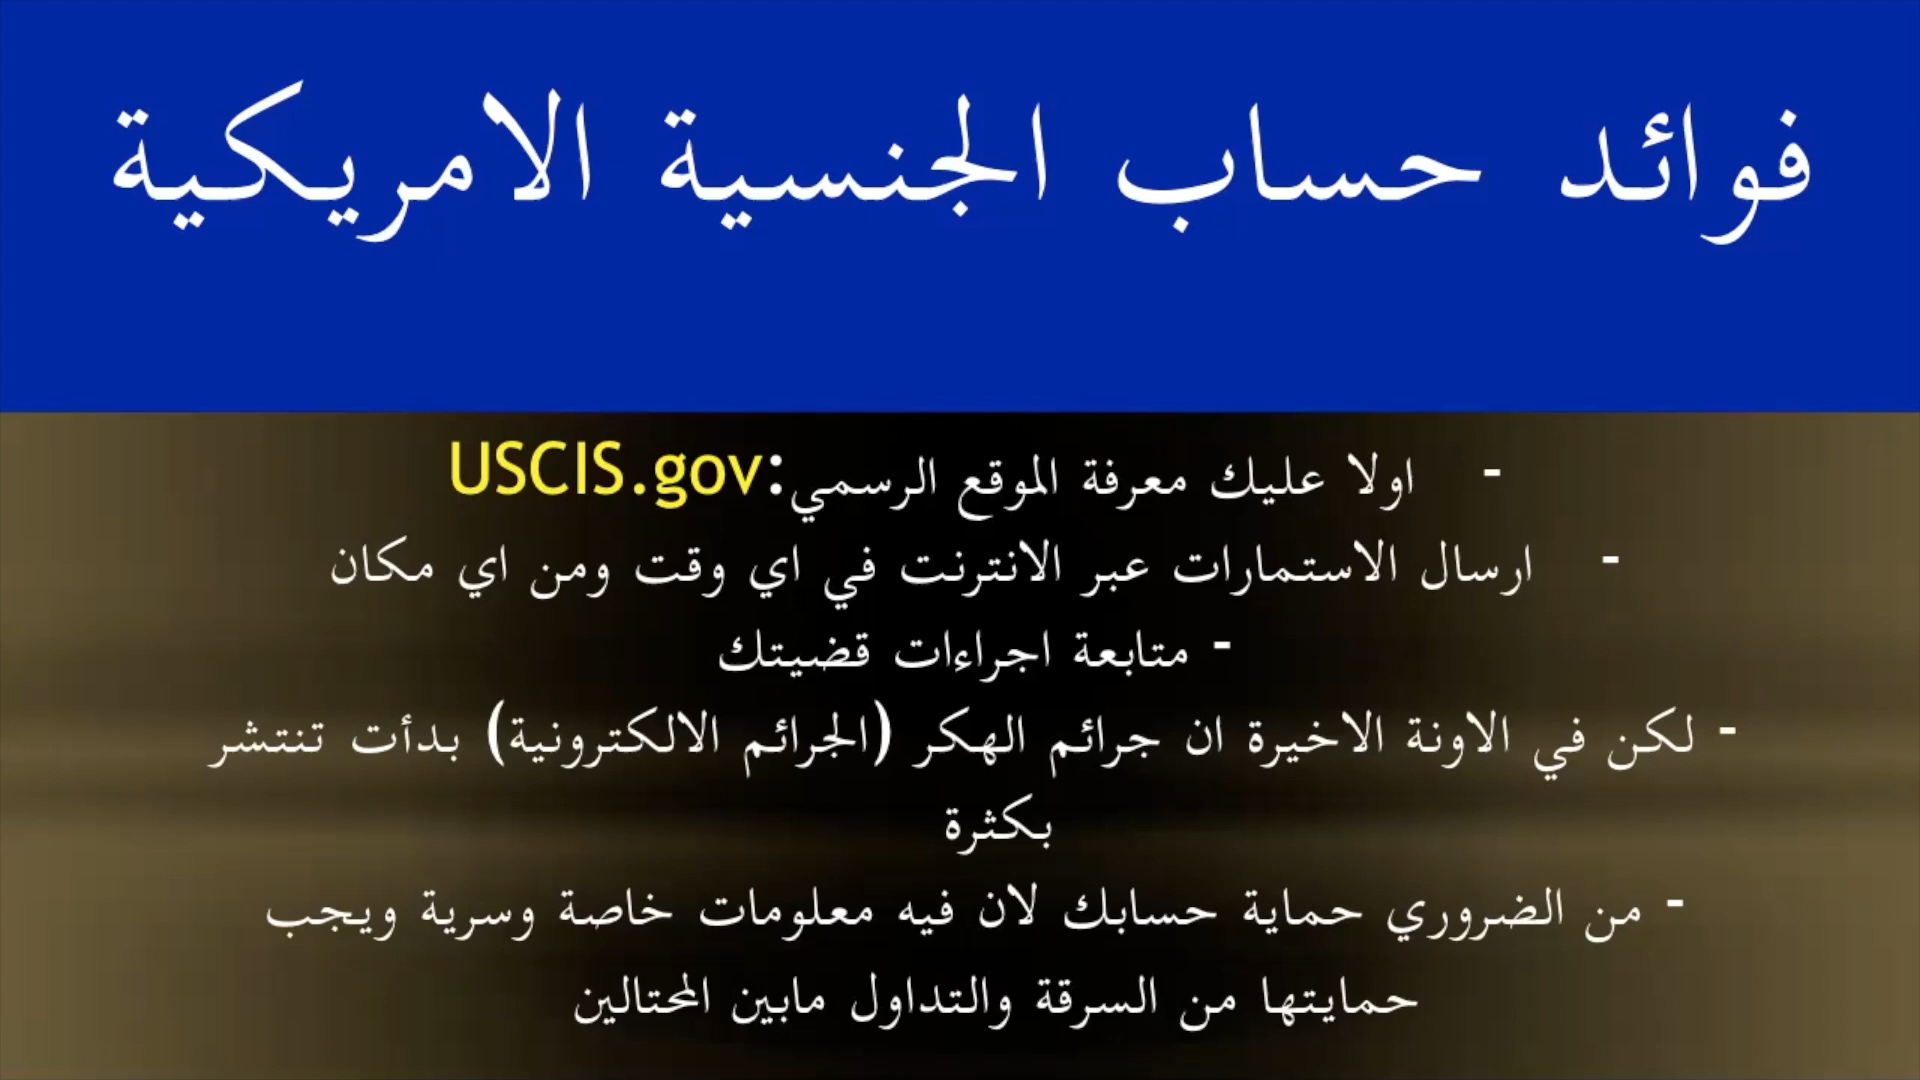 فوائد حساب الجنسية الامريكية
- اولا عليك معرفة الموقع الرسمي:USCIS.gov
- ارسال الاستمارات عبر الانترنت في اي وقت ومن اي مكان
- متابعة اجراءات قضيتك
- لكن في الاونة الاخيرة ان جرائم الهكر (الجرائم الالكترونية) بدأت تنتشر
بكثرة
- من الضروري حماية حسابك لان فيه معلومات خاصة وسرية ويجب
حمايتها من السرقة والتداول مابين المحتالين